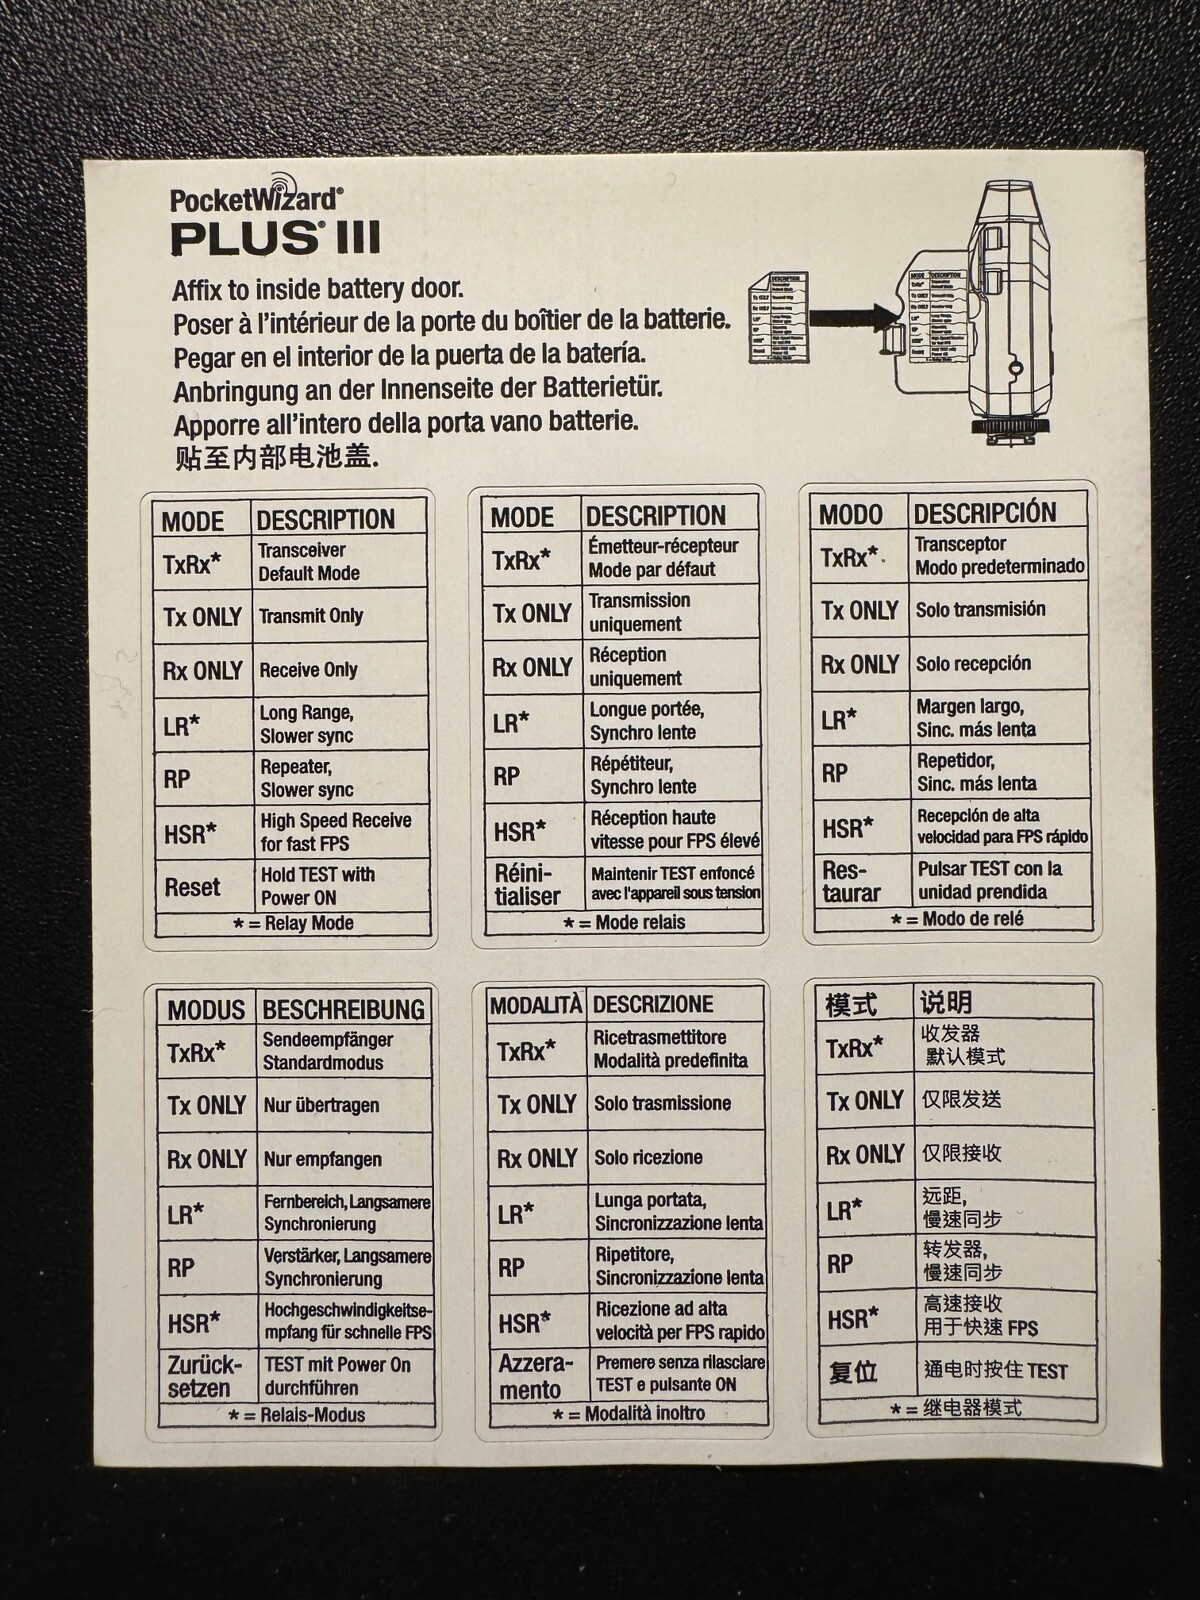 PocketWizard®
PLUS® III
Affix to inside battery door.
Poser à l'intérieur de la porte du boîtier de la batterie.
Pegar en el interior de la puerta de la batería.
Anbringung an der Innenseite der Batterietür.
Apporre all'intero della porta vano batterie.
贴至内部电池盖.
MODE DESCRIPTION
TxRx* Transceiver
Default Mode
Tx ONLY Transmit Only
Rx ONLY Receive Only
LR* Long Range,
Slower sync
RP Repeater,
Slower sync
HSR* High Speed Receive
for fast FPS
Reset Hold TEST with
Power ON
* = Relay Mode
MODE DESCRIPTION
TxRx* Émetteur-récepteur
Mode par défaut
Tx ONLY Transmission
uniquement
Rx ONLY Réception
uniquement
LR* Longue portée,
Synchro lente
RP Répétiteur,
Synchro lente
HSR* Réception haute
vitesse pour FPS élevé
Réini- Maintenir TEST enfoncé
tialiser avec l'appareil sous tension
* = Mode relais
MODO DESCRIPCIÓN
TxRx* Transceptor
Modo predeterminado
Tx ONLY Solo transmisión
Rx ONLY Solo recepción
LR* Margen largo,
Sinc. más lenta
RP Repetidor,
Sinc. más lenta
HSR* Recepción de alta
velocidad para FPS rápido
Res- Pulsar TEST con la
taurar unidad prendida
* = Modo de relé
MODUS BESCHREIBUNG
TxRx* Sendeempfänger
Standardmodus
Tx ONLY Nur übertragen
Rx ONLY Nur empfangen
LR* Fernbereich, Langsamere
Synchronierung
RP Verstärker, Langsamere
Synchronierung
HSR* Hochgeschwindigkeitse-
mpfang für schnelle FPS
Zurück- TEST mit Power On
setzen durchführen
* = Relais-Modus
MODALITÀ DESCRIZIONE
TxRx* Ricetrasmettitore
Modalità predefinita
Tx ONLY Solo trasmissione
Rx ONLY Solo ricezione
LR* Lunga portata,
Sincronizzazione lenta
RP Ripetitore,
Sincronizzazione lenta
HSR* Ricezione ad alta
velocità per FPS rapido
Azzera- Premere senza rilasciare
mento TEST e pulsante ON
* = Modalità inoltro
模式 说明
TxRx* 收发器
默认模式
Tx ONLY 仅限发送
Rx ONLY 仅限接收
LR* 远距,
慢速同步
RP 转发器,
慢速同步
HSR* 高速接收
用于快速 FPS
复位 通电时按住 TEST
* = 继电器模式